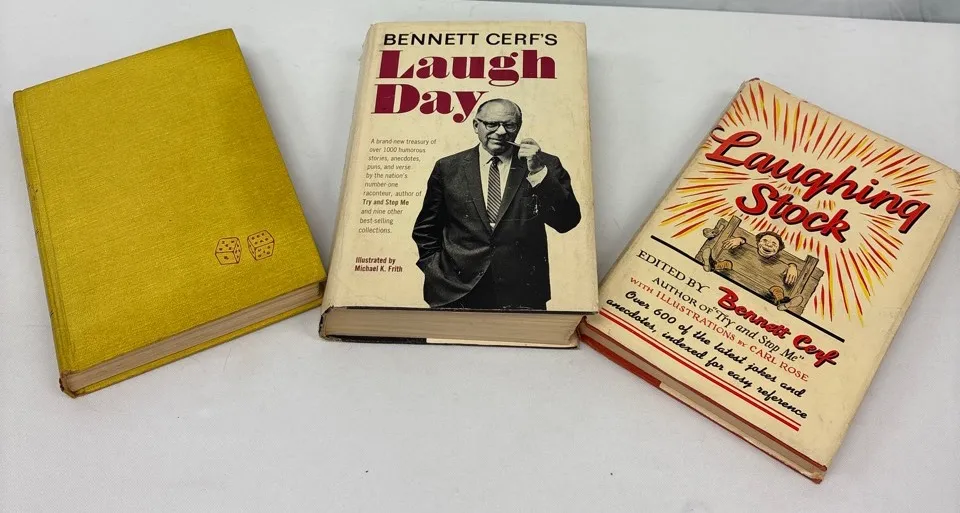 BENNETT CERF'S
Laugh
Day
A brand-new treasury of
over 1000 humorous
stories, anecdotes,
puns, and verse
by the nation's
number-one
raconteur, author of
Try and Stop Me
and nine other
best-selling
collections.
Illustrated by
Michael K. Frith
Laughing
Stock
EDITED BY Bennett Cerf
AUTHOR OF "Try and Stop Me"
WITH ILLUSTRATIONS BY CARL ROSE
Over 600 of the latest jokes and
anecdotes, indexed for easy reference